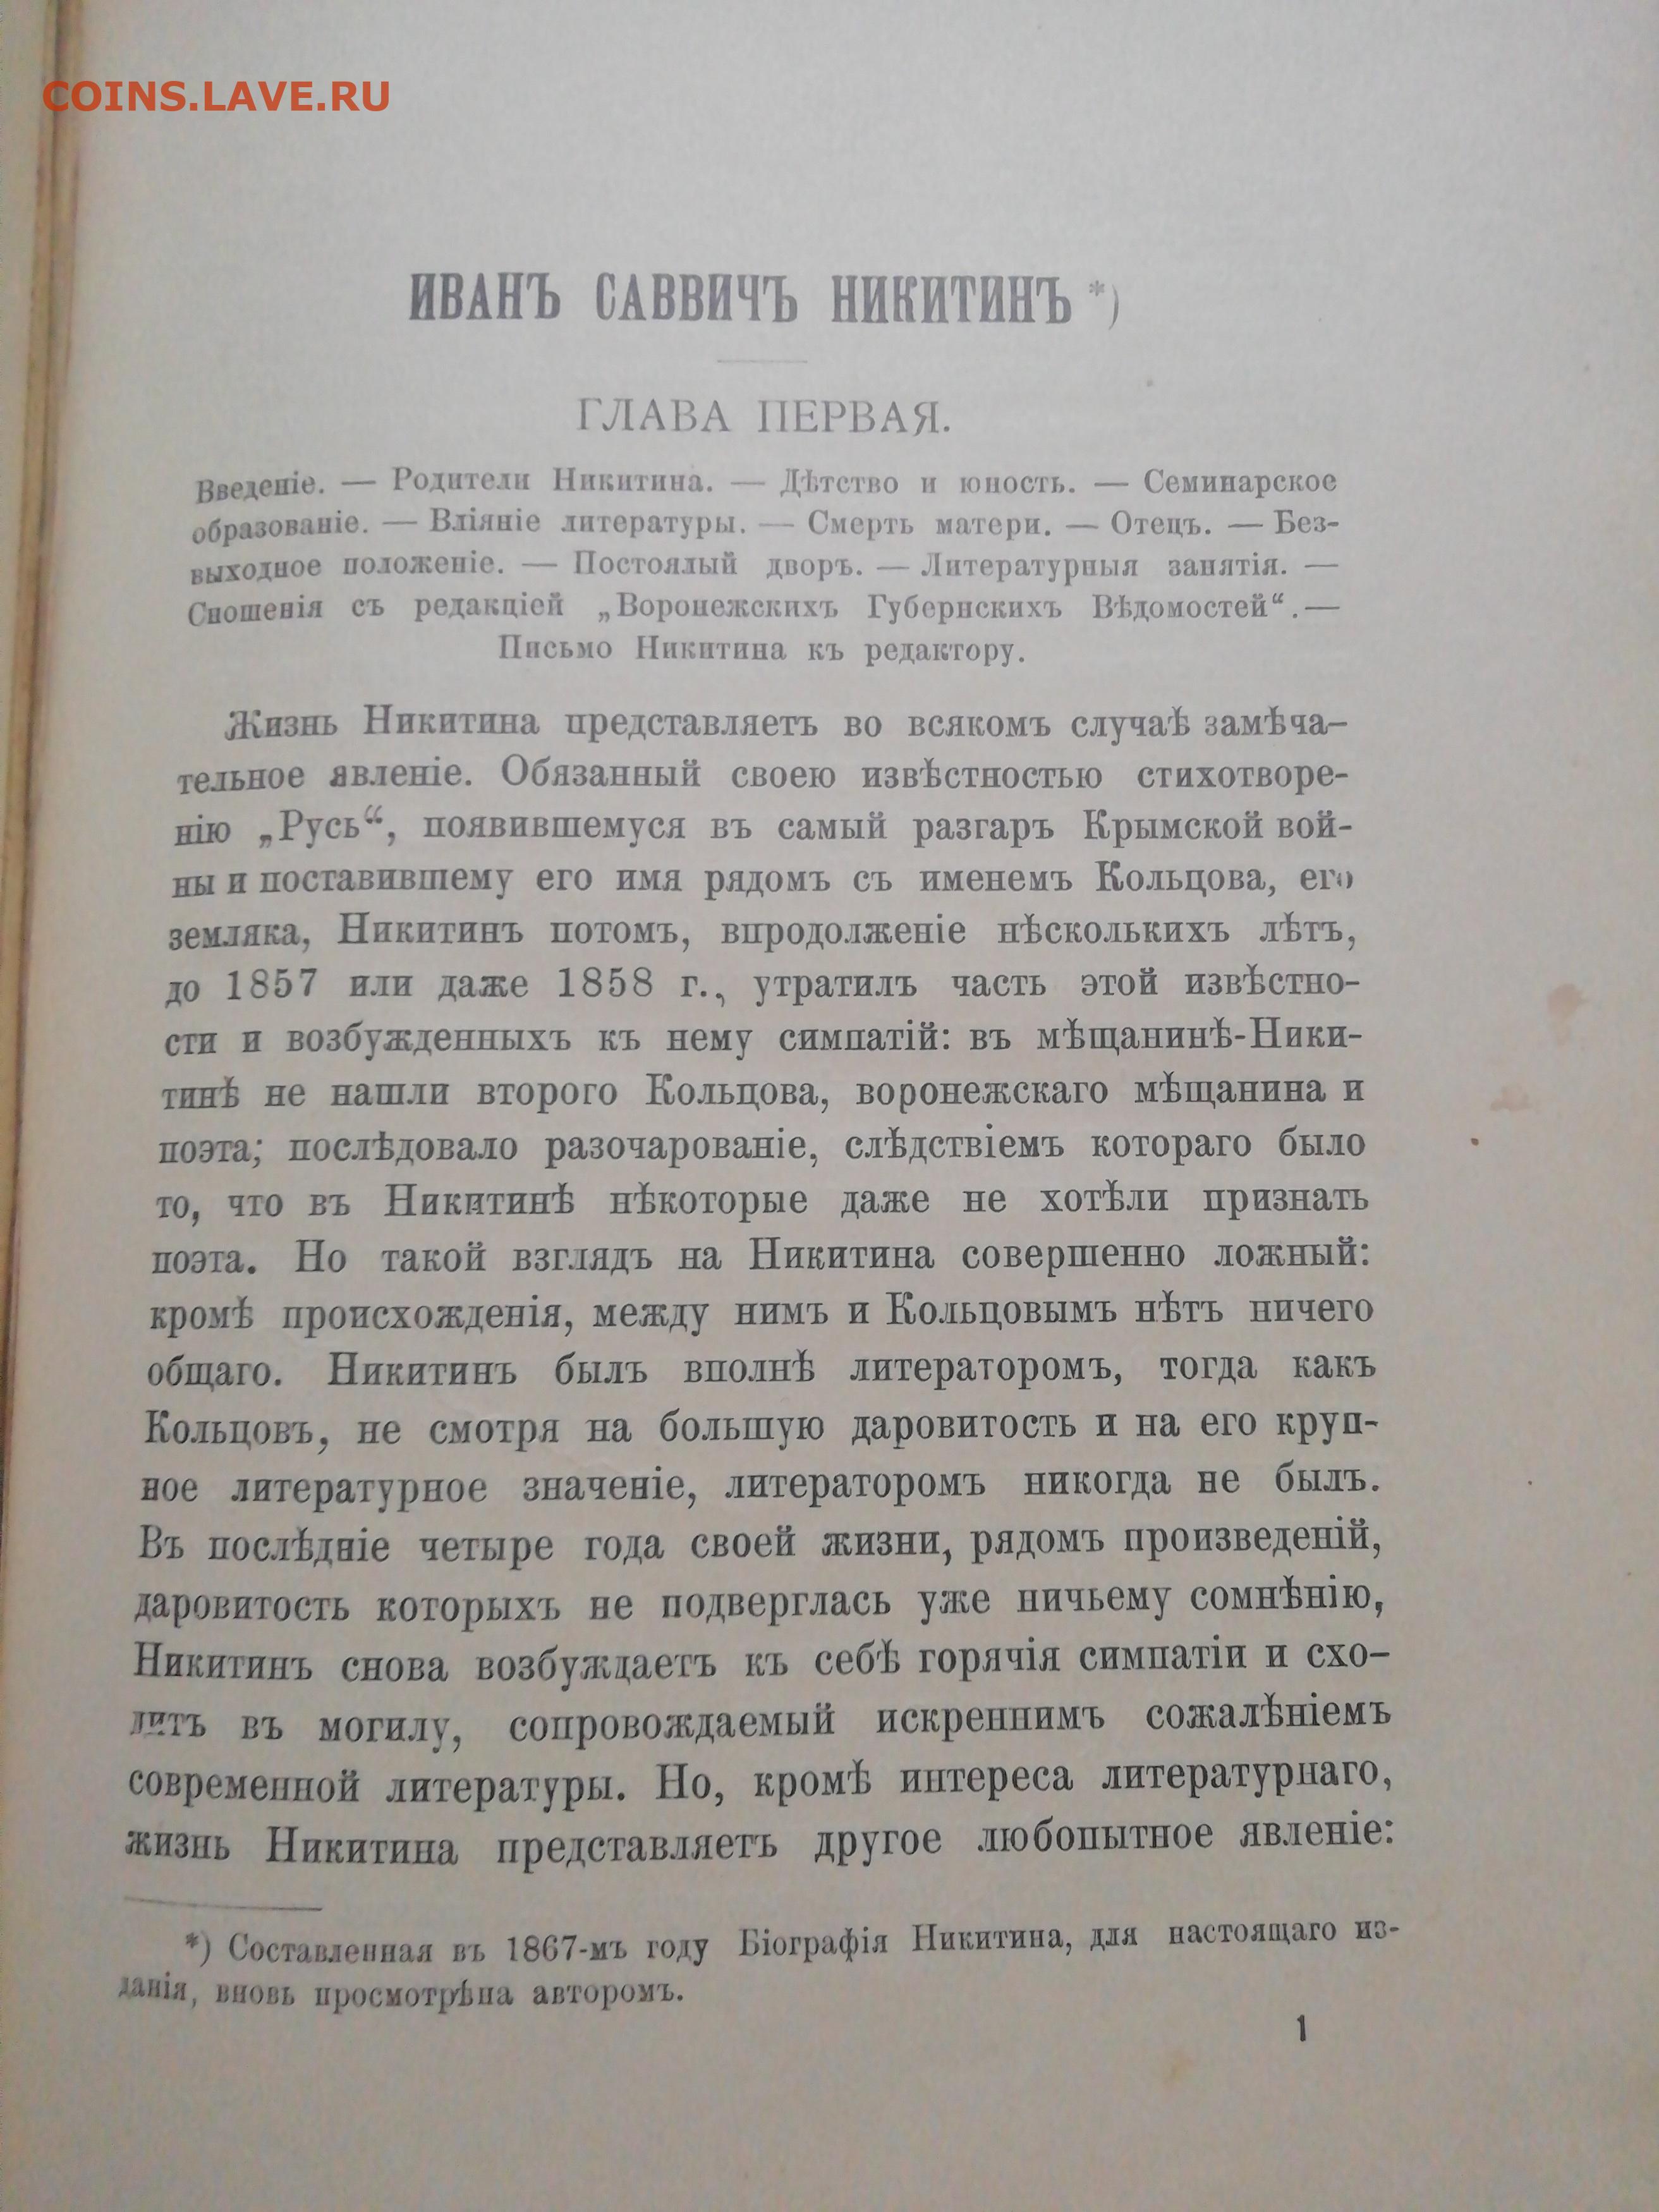 COINS.LAVE.RU
ИВАНЪ САВВИЧЪ НИКИТИНЪ *)
ГЛАВА ПЕРВАЯ.
Введеніе. — Родители Никитина. — Дѣтство и юность. — Семинарское
образованіе. — Вліяніе литературы. — Смерть матери. — Отецъ. — Без-
выходное положеніе. — Постоялый дворъ. — Литературныя занятія. —
Сношенія съ редакціей „Воронежскихъ Губернскихъ Вѣдомостей“. —
Письмо Никитина къ редактору.
Жизнь Никитина представляетъ во всякомъ случаѣ замѣча-
тельное явленіе. Обязанный своею извѣстностью стихотворе-
нію „Русь“, появившемуся въ самый разгаръ Крымской вой-
ны и поставившему его имя рядомъ съ именемъ Кольцова, его
земляка, Никитинъ потомъ, впродолженіе нѣсколькихъ лѣтъ,
до 1857 или даже 1858 г., утратилъ часть этой извѣстно-
сти и возбужденныхъ къ нему симпатій: въ мѣщанинѣ-Ники-
тинѣ не нашли второго Кольцова, воронежскаго мѣщанина и
поэта; послѣдовало разочарованіе, слѣдствіемъ котораго было
то, что въ Никитинѣ нѣкоторые даже не хотѣли признать
поэта. Но такой взглядъ на Никитина совершенно ложный:
кромѣ происхожденія, между нимъ и Кольцовымъ нѣтъ ничего
общаго. Никитинъ былъ вполнѣ литераторомъ, тогда какъ
Кольцовъ, не смотря на большую даровитость и на его круп-
ное литературное значеніе, литераторомъ никогда не былъ.
Въ послѣдніе четыре года своей жизни, рядомъ произведеній,
даровитость которыхъ не подверглась уже ничьему сомнѣнію,
Никитинъ снова возбуждаетъ къ себѣ горячія симпатіи и схо-
дитъ въ могилу, сопровождаемый искреннимъ сожалѣніемъ
современной литературы. Но, кромѣ интереса литературнаго,
жизнь Никитина представляетъ другое любопытное явленіе:
*) Составленная въ 1867-мъ году Біографія Никитина, для настоящаго из-
данія, вновь просмотрѣна авторомъ.
1